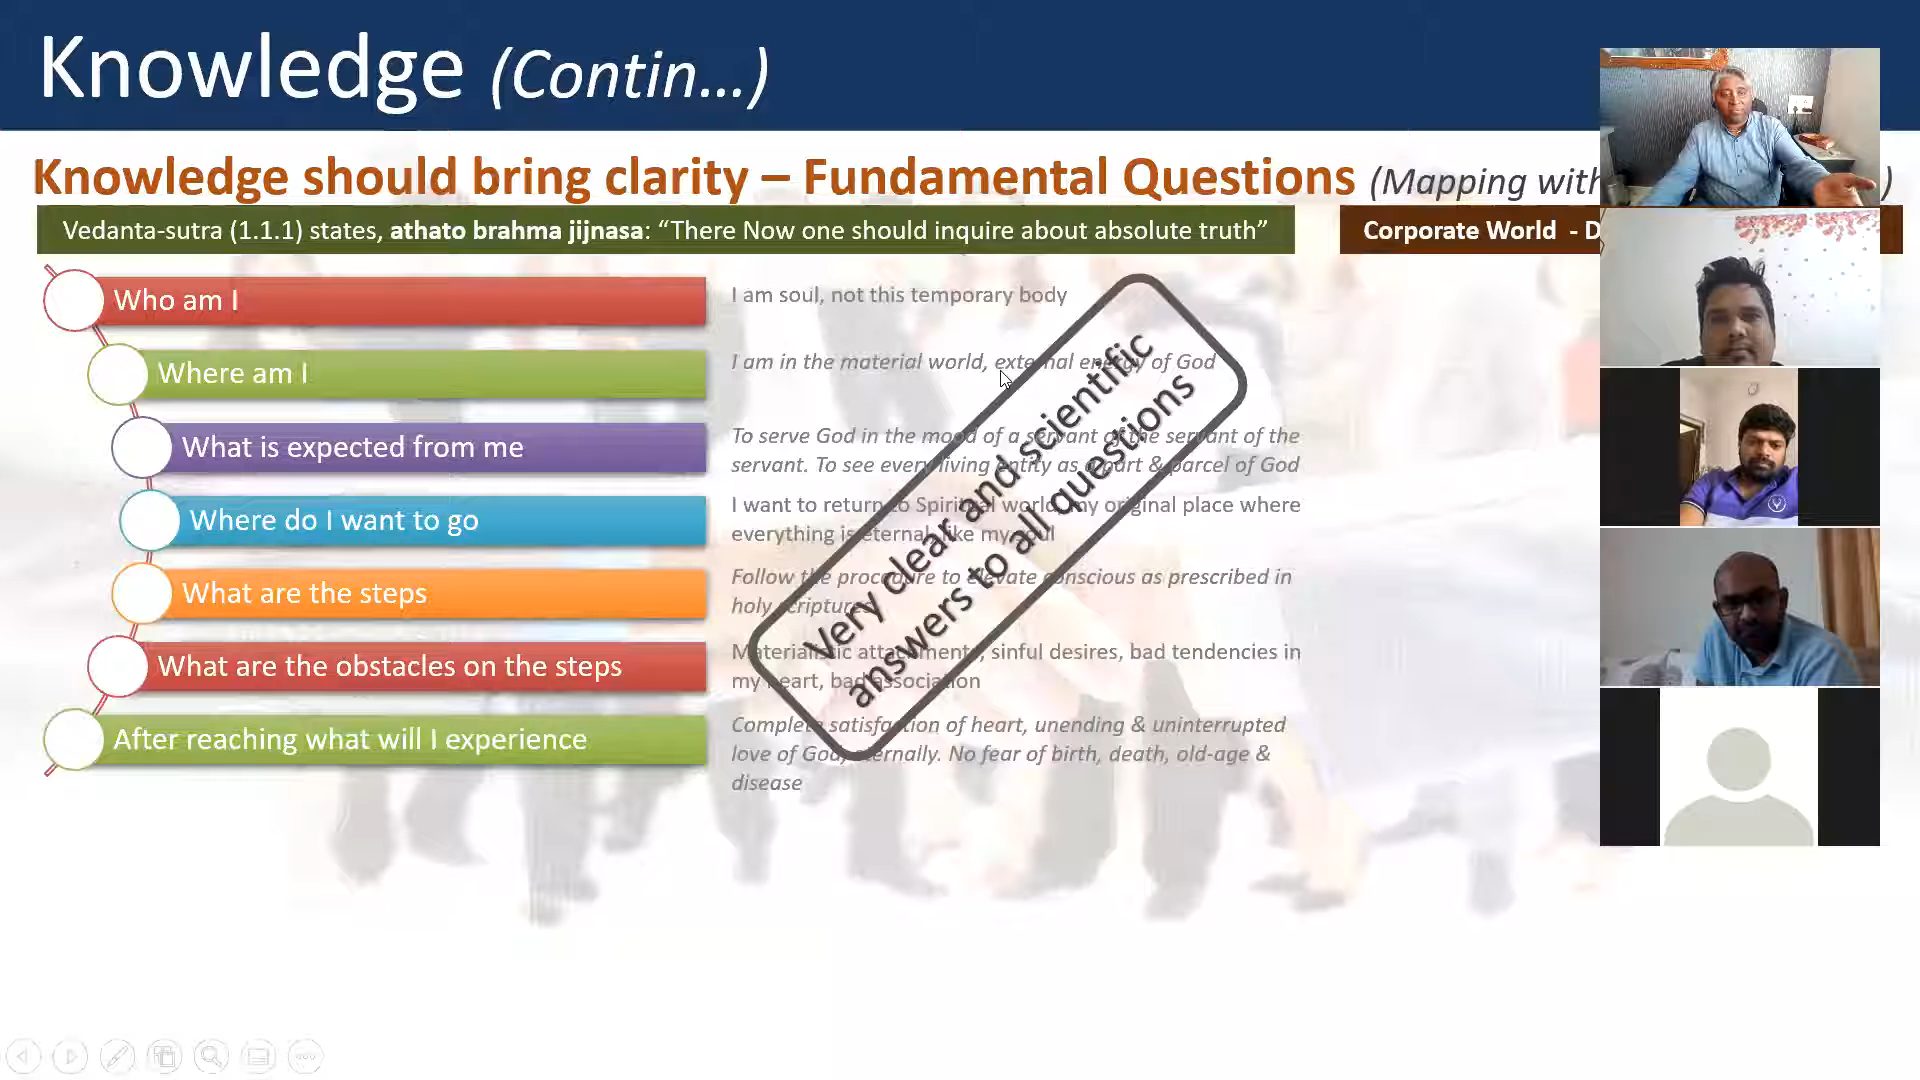 Knowledge (Contin...)
Knowledge should bring clarity – Fundamental Questions (Mapping with )
Vedanta-sutra (1.1.1) states, athato brahma jijnasa: “There Now one should inquire about absolute truth”
Corporate World - D
Who am I
I am soul, not this temporary body
Where am I
I am in the material world, external energy of God
What is expected from me
To serve God in the mood of a servant of the servant of the
servant. To see every living entity as a part & parcel of God
Where do I want to go
I want to return to Spiritual world, my original place where
everything is eternal, like my soul
What are the steps
Follow the procedure to elevate conscious as prescribed in
holy scriptures
What are the obstacles on the steps
Materialistic attachments, sinful desires, bad tendencies in
my heart, bad association
After reaching what will I experience
Complete satisfaction of heart, unending & uninterrupted
love of God, eternally. No fear of birth, death, old-age &
disease
Very clear and scientific
answers to all questions